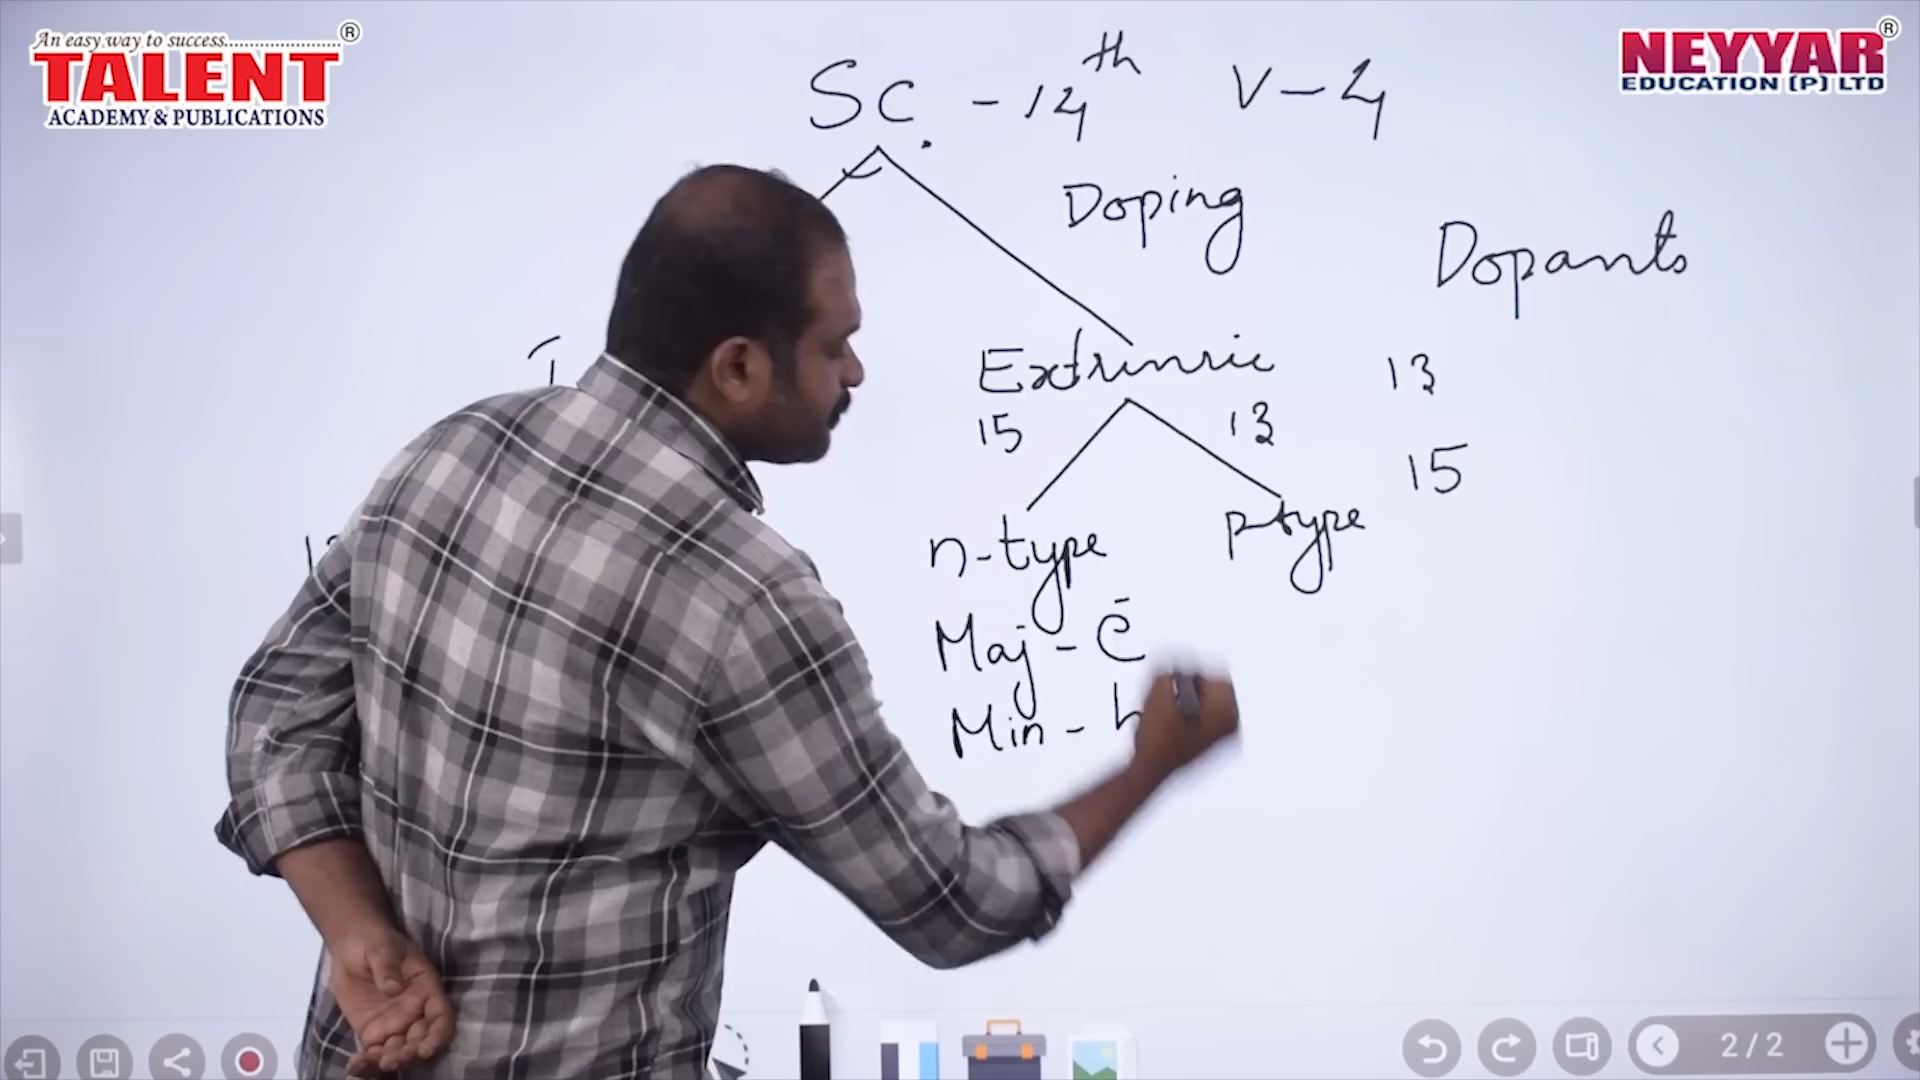 An easy way to success........................®
TALENT
ACADEMY & PUBLICATIONS
NEYYAR®
EDUCATION (P) LTD
SC. - 14th V - 4
Doping
Dopants
Extrinsic
13
15 13
15
n-type p-type
Maj - ē
Min - h
2/2